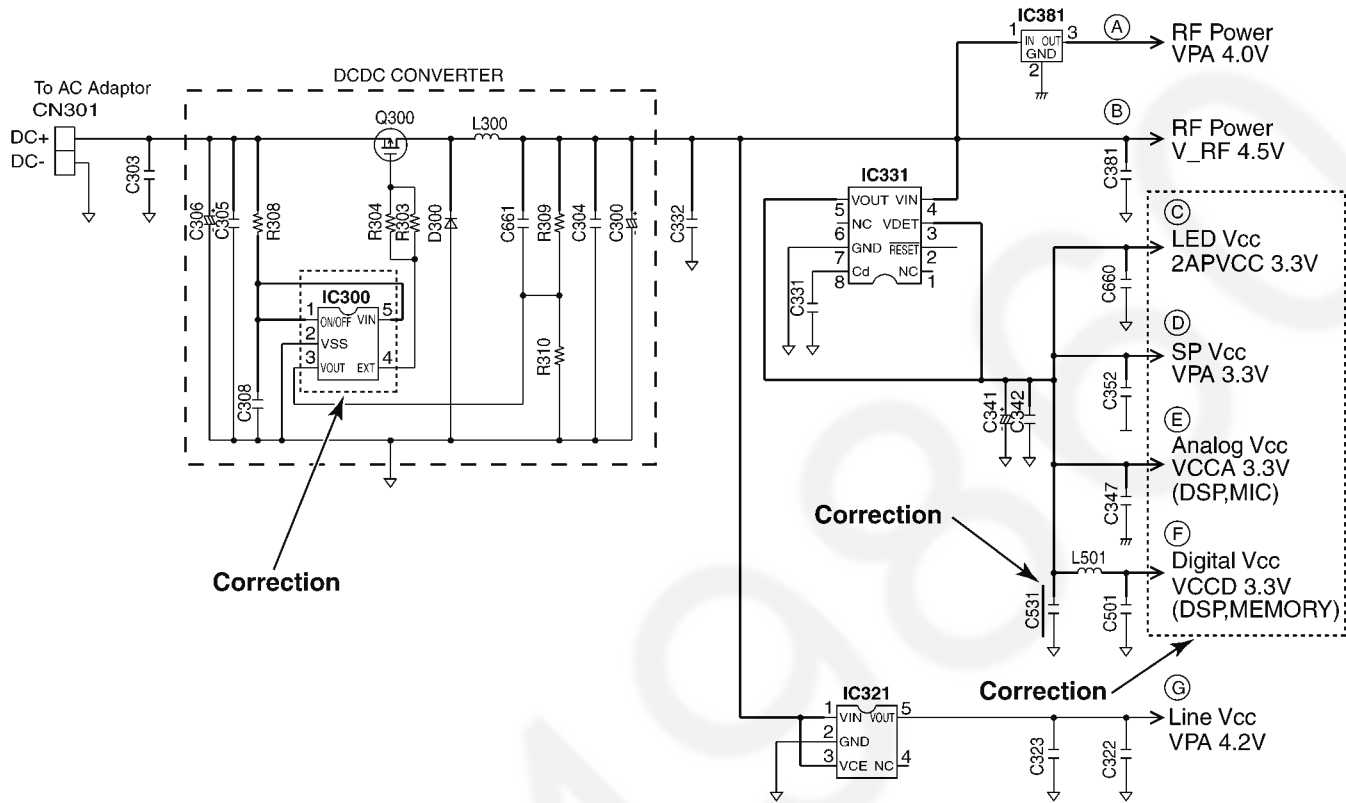 IC381
1
IN OUT
3
GND
2
A
RF Power
VPA 4.0V
DCDC CONVERTER
To AC Adaptor
CN301
DC+
DC-
C303
Q300
L300
B
RF Power
V_RF 4.5V
C381
C306
C305
R308
R304
R303
D300
C661
R309
C304
C300
C332
IC331
VOUT VIN
5
4
NC VDET
6
3
GND RESET
7
2
Cd NC
8
1
C331
C
LED Vcc
2APVCC 3.3V
C660
IC300
1
ON/OFF VIN
5
2
VSS
3
VOUT EXT
4
R310
C308
D
SP Vcc
VPA 3.3V
C352
C341
C342
E
Analog Vcc
VCCA 3.3V
(DSP,MIC)
C347
Correction
Correction
F
L501
Digital Vcc
VCCD 3.3V
(DSP,MEMORY)
C531
C501
Correction
IC321
1
VIN VOUT
5
2
GND
3
VCE NC
4
G
Line Vcc
VPA 4.2V
C323
C322